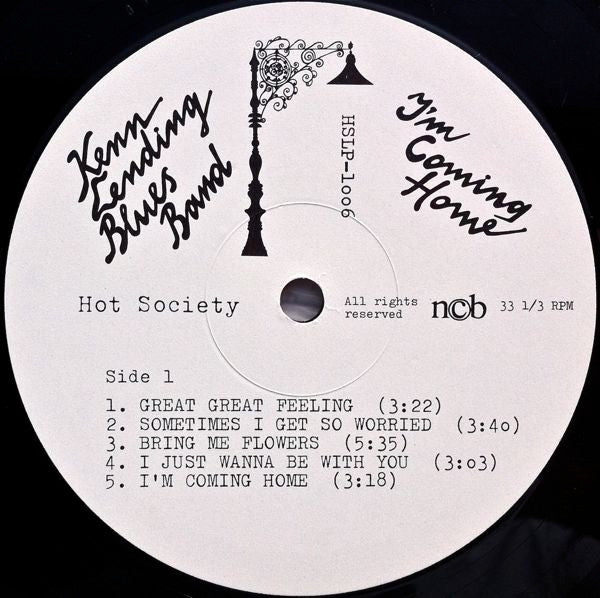 Kenn
Lending
Blues
Band
I'm
Coming
Home
HSLP-1006
Hot Society
All rights
reserved
ncb
33 1/3 RPM
Side 1
1. GREAT GREAT FEELING (3:22)
2. SOMETIMES I GET SO WORRIED (3:40)
3. BRING ME FLOWERS (5:35)
4. I JUST WANNA BE WITH YOU (3:03)
5. I'M COMING HOME (3:18)